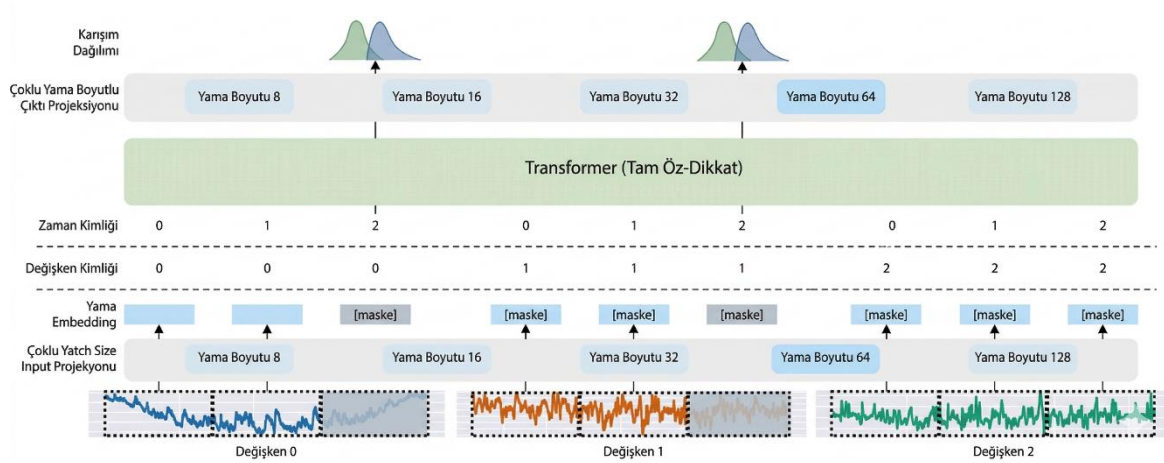 Karışım
Dağılımı
Çoklu Yama Boyutlu
Çıktı Projeksiyonu
Yama Boyutu 8
Yama Boyutu 16
Yama Boyutu 32
Yama Boyutu 64
Yama Boyutu 128
Transformer (Tam Öz-Dikkat)
Zaman Kimliği 0 1 2 0 1 2 0 1 2
Değişken Kimliği 0 0 0 1 1 1 2 2 2
Yama
Embedding
[maske] [maske] [maske] [maske] [maske] [maske] [maske]
Çoklu Yatch Size
Input Projekyonu
Yama Boyutu 8
Yama Boyutu 16
Yama Boyutu 32
Yama Boyutu 64
Yama Boyutu 128
Değişken 0
Değişken 1
Değişken 2